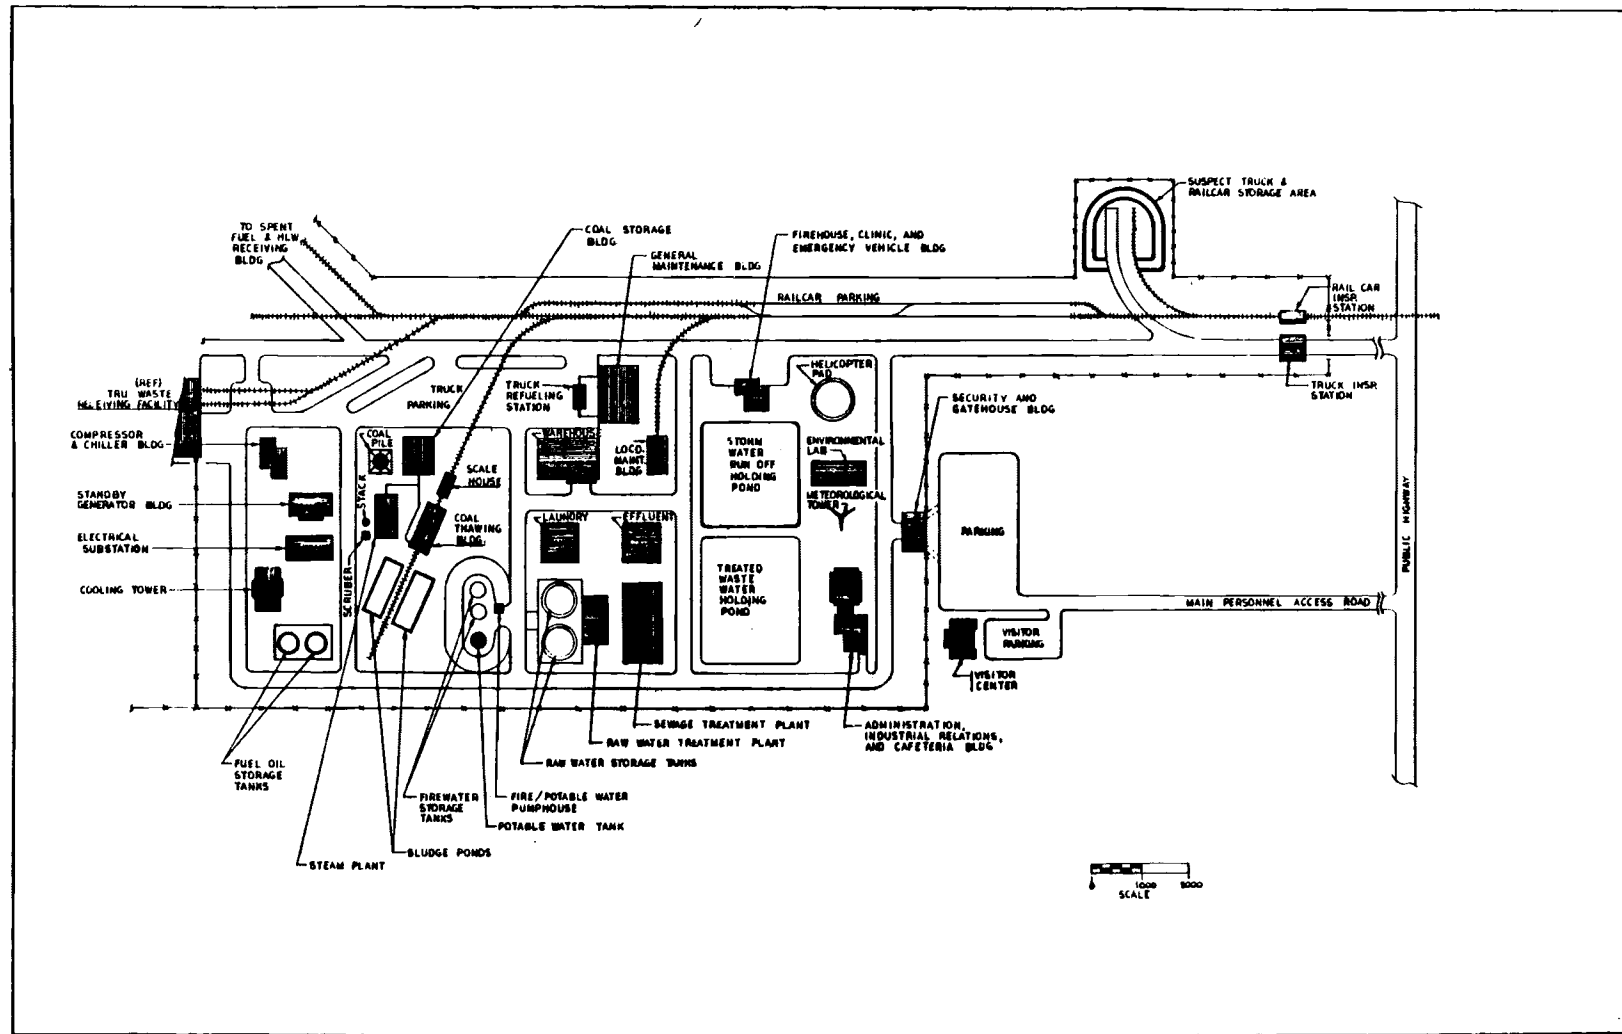 SUSPECT TRUCK &
RAILCAR STORAGE AREA
TO SPENT
FUEL & HLW
RECEIVING
BLDG
COAL STORAGE
BLDG
FIREHOUSE, CLINIC, AND
EMERGENCY VEHICLE BLDG
GENERAL
MAINTENANCE BLDG
RAILCAR PARKING
RAIL CAR
INSP.
STATION
(REF)
TRU WASTE
RECEIVING FACILITY
TRUCK
PARKING
TRUCK
REFUELING
STATION
HELICOPTER
PAD
TRUCK INSP.
STATION
SECURITY AND
GATEHOUSE BLDG
COMPRESSOR
& CHILLER BLDG
COAL
PILE
WAREHOUSE
LOCO.
MAINT.
BLDG
STORM
WATER
RUN OFF
HOLDING
POND
ENVIRONMENTAL
LAB
SCALE
HOUSE
STANDBY
GENERATOR BLDG
STACK
METEOROLOGICAL
TOWER
COAL
THAWING
BLDG.
LAUNDRY
EFFLUENT
PARKING
PUBLIC HIGHWAY
ELECTRICAL
SUBSTATION
COOLING TOWER
SCRUBER
TREATED
WASTE
WATER
HOLDING
POND
MAIN PERSONNEL ACCESS ROAD
VISITOR
PARKING
VISITOR
CENTER
SEWAGE TREATMENT PLANT
RAW WATER TREATMENT PLANT
ADMINISTRATION,
INDUSTRIAL RELATIONS,
AND CAFETERIA BLDG
FUEL OIL
STORAGE
TANKS
RAW WATER STORAGE TANKS
FIREWATER
STORAGE
TANKS
FIRE/POTABLE WATER
PUMPHOUSE
POTABLE WATER TANK
SLUDGE PONDS
STEAM PLANT
0 1000 2000
SCALE